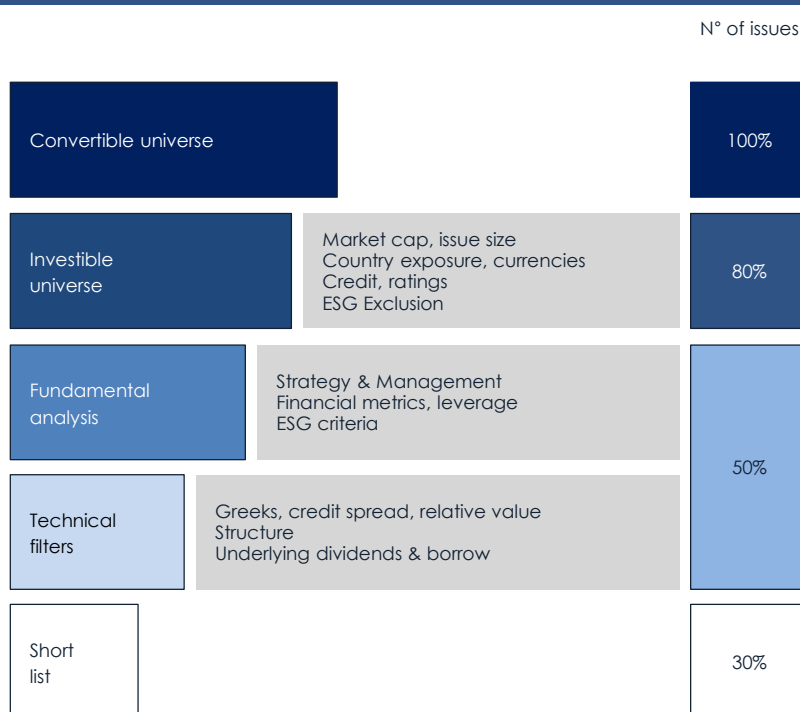 N° of issues
Convertible universe
100%
Investible
universe
Market cap, issue size
Country exposure, currencies
Credit, ratings
ESG Exclusion
80%
Fundamental
analysis
Strategy & Management
Financial metrics, leverage
ESG criteria
50%
Technical
filters
Greeks, credit spread, relative value
Structure
Underlying dividends & borrow
Short
list
30%